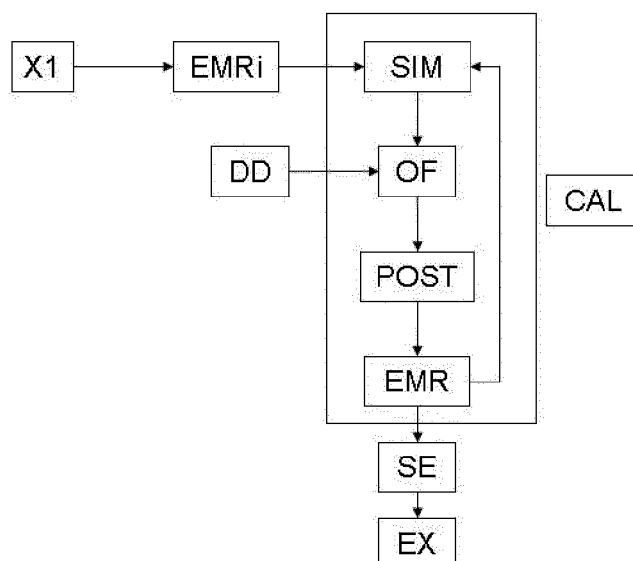 X1
EMRi
SIM
DD
OF
CAL
POST
EMR
SE
EX